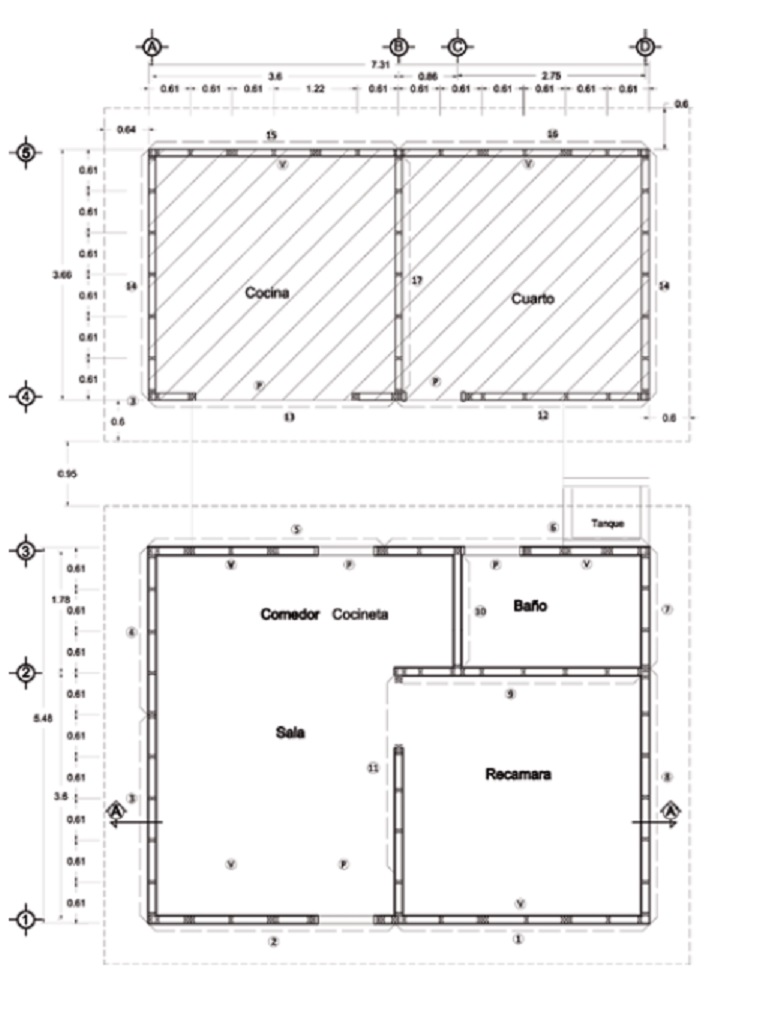 A B C D
7.31
3.6 0.86 2.75
0.61 0.61 0.61 1.22 0.61 0.61 0.61 0.61 0.61 0.61 0.61
0.6
0.64 15 16
5
V V
0.61
0.61
0.61
3.66 14 Cocina 17 Cuarto 14
0.61
0.61
0.61
P P
4 3
0.6 13 12 0.6
0.95
Tanque
5 6
3
V P P V
0.61
1.78 0.61
Comedor Cocineta 10 Baño 7
0.61 4
2
0.61 9
5.48 0.61 Sala
0.61 11 Recamara 8
3.6 0.61 3
A A
0.61
0.61 V P
0.61 V
1
2 1